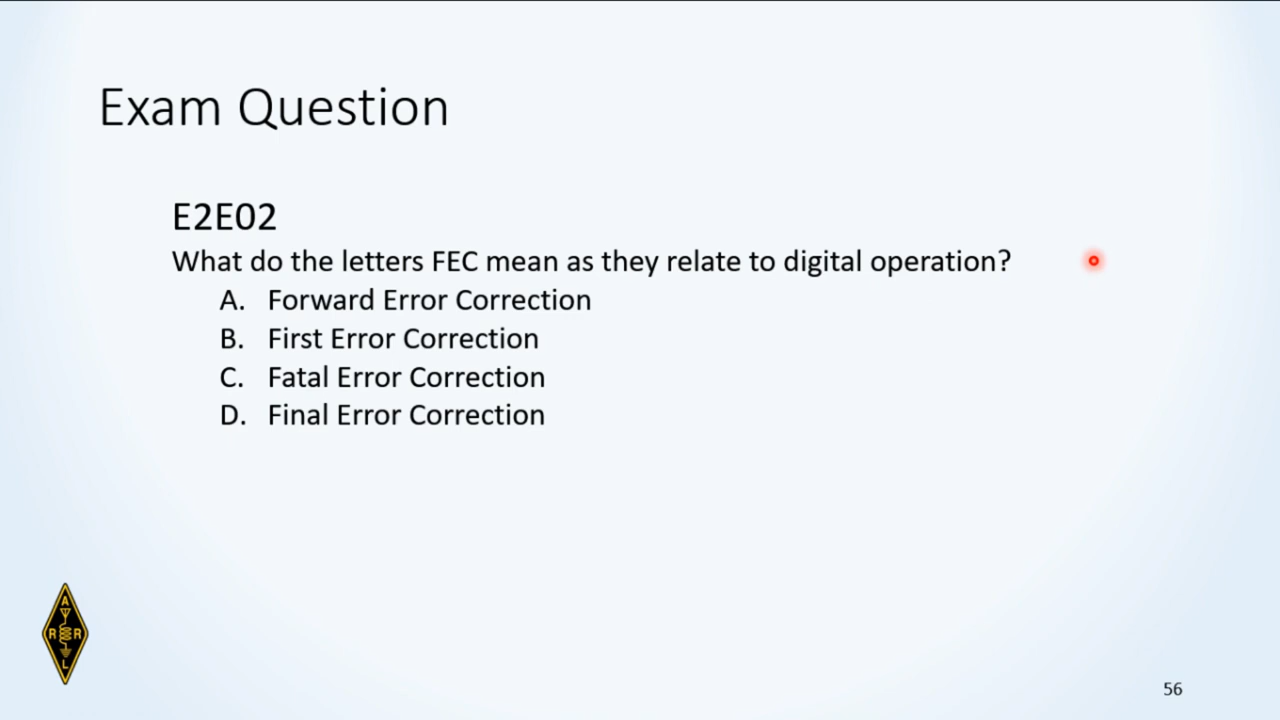 Exam Question
E2E02
What do the letters FEC mean as they relate to digital operation?
A. Forward Error Correction
B. First Error Correction
C. Fatal Error Correction
D. Final Error Correction
A
R R
L
56